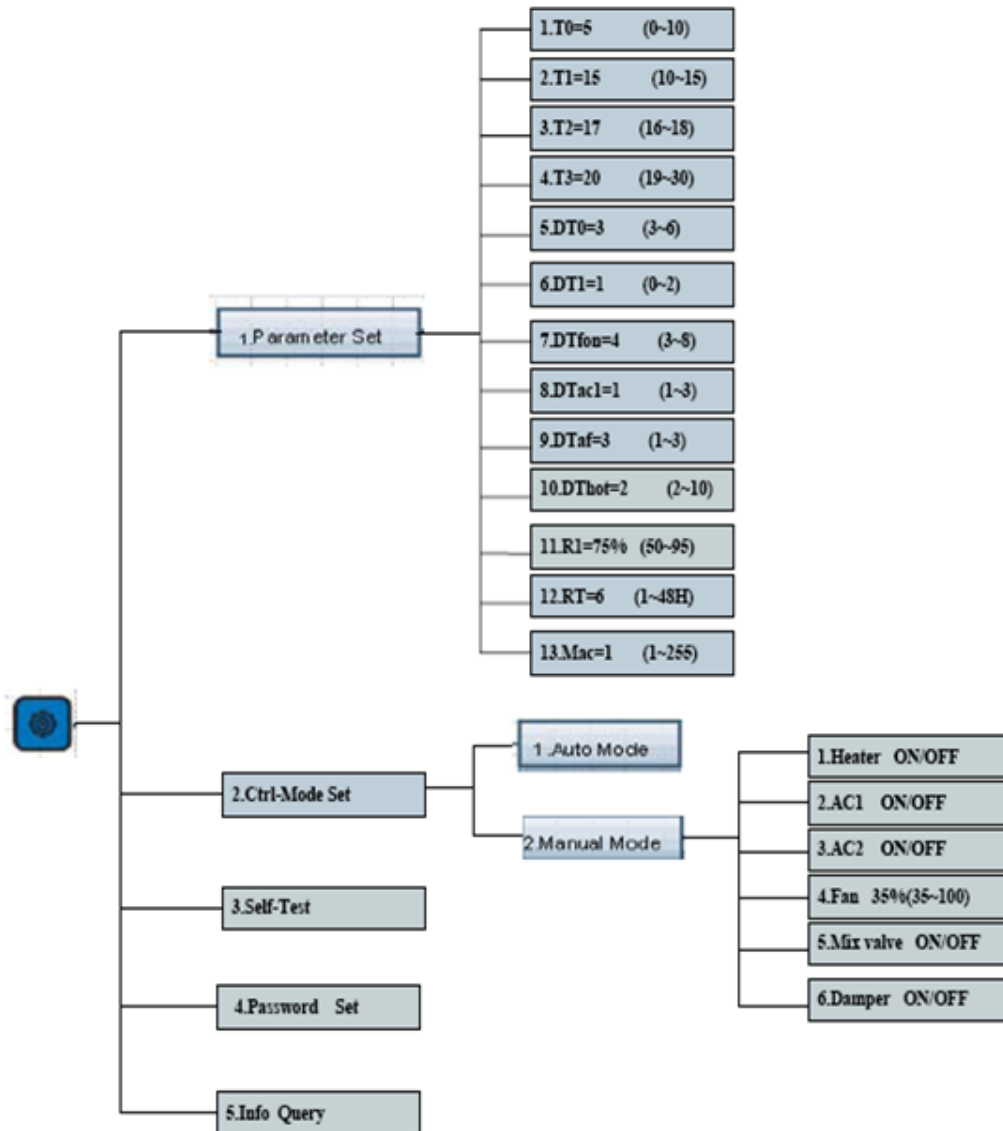 1.T0=5 (0~10)
2.T1=15 (10~15)
3.T2=17 (16~18)
4.T3=20 (19~30)
5.DT0=3 (3~6)
6.DT1=1 (0~2)
1.Parameter Set
7.DTfon=4 (3~8)
8.DTac1=1 (1~3)
9.DTaf=3 (1~3)
10.DThot=2 (2~10)
11.R1=75% (50~95)
12.RT=6 (1~48H)
13.Mac=1 (1~255)
2.Ctrl-Mode Set
1.Auto Mode
2.Manual Mode
1.Heater ON/OFF
2.AC1 ON/OFF
3.AC2 ON/OFF
4.Fan 35%(35~100)
5.Mix valve ON/OFF
6.Damper ON/OFF
3.Self-Test
4.Password Set
5.Info Query